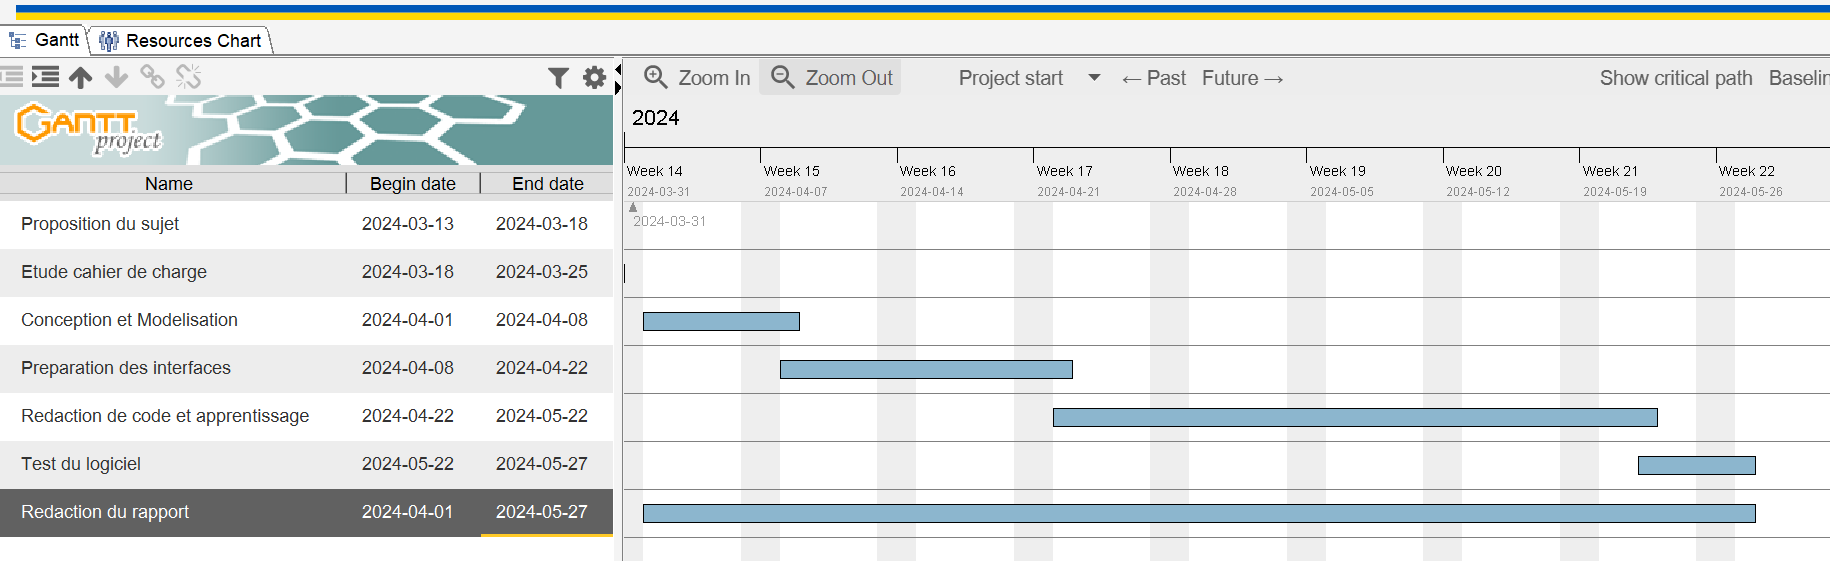 Gantt Resources Chart
Zoom In Zoom Out Project start ← Past Future → Show critical path Baselin
GANTT project
2024
Week 14 Week 15 Week 16 Week 17 Week 18 Week 19 Week 20 Week 21 Week 22
Name Begin date End date
2024-03-31 2024-04-07 2024-04-14 2024-04-21 2024-04-28 2024-05-05 2024-05-12 2024-05-19 2024-05-26
2024-03-31
Proposition du sujet 2024-03-13 2024-03-18
Etude cahier de charge 2024-03-18 2024-03-25
Conception et Modelisation 2024-04-01 2024-04-08
Preparation des interfaces 2024-04-08 2024-04-22
Redaction de code et apprentissage 2024-04-22 2024-05-22
Test du logiciel 2024-05-22 2024-05-27
Redaction du rapport 2024-04-01 2024-05-27